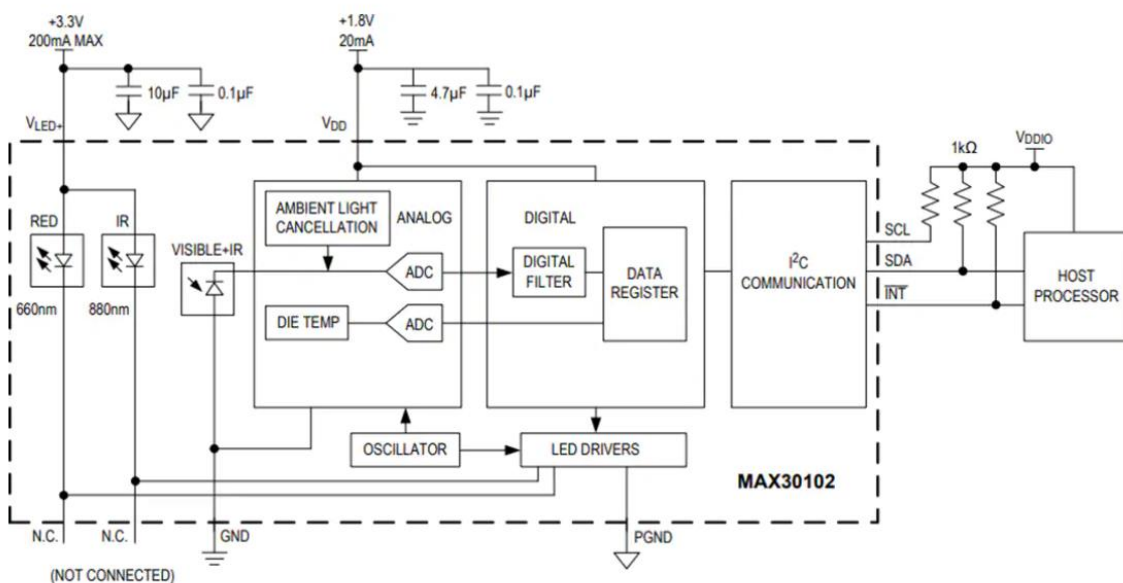 +3.3V
200mA MAX
+1.8V
20mA
10µF
0.1µF
4.7µF
0.1µF
VLED+
VDD
1kΩ
VDDIO
RED
IR
VISIBLE+IR
660nm
880nm
AMBIENT LIGHT
CANCELLATION
ANALOG
ADC
DIE TEMP
ADC
DIGITAL
DIGITAL
FILTER
DATA
REGISTER
I²C
COMMUNICATION
SCL
SDA
INT
HOST
PROCESSOR
OSCILLATOR
LED DRIVERS
MAX30102
N.C.
N.C.
GND
PGND
(NOT CONNECTED)